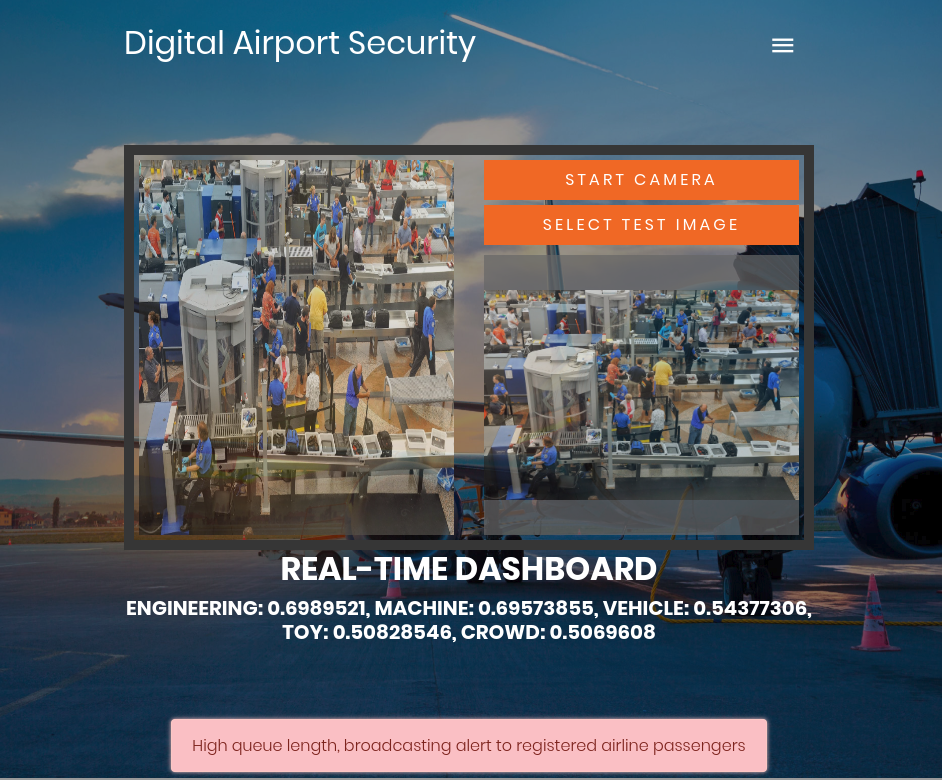 Digital Airport Security
START CAMERA
SELECT TEST IMAGE
REAL-TIME DASHBOARD
ENGINEERING: 0.6989521, MACHINE: 0.69573855, VEHICLE: 0.54377306,
TOY: 0.50828546, CROWD: 0.5069608
High queue length, broadcasting alert to registered airline passengers